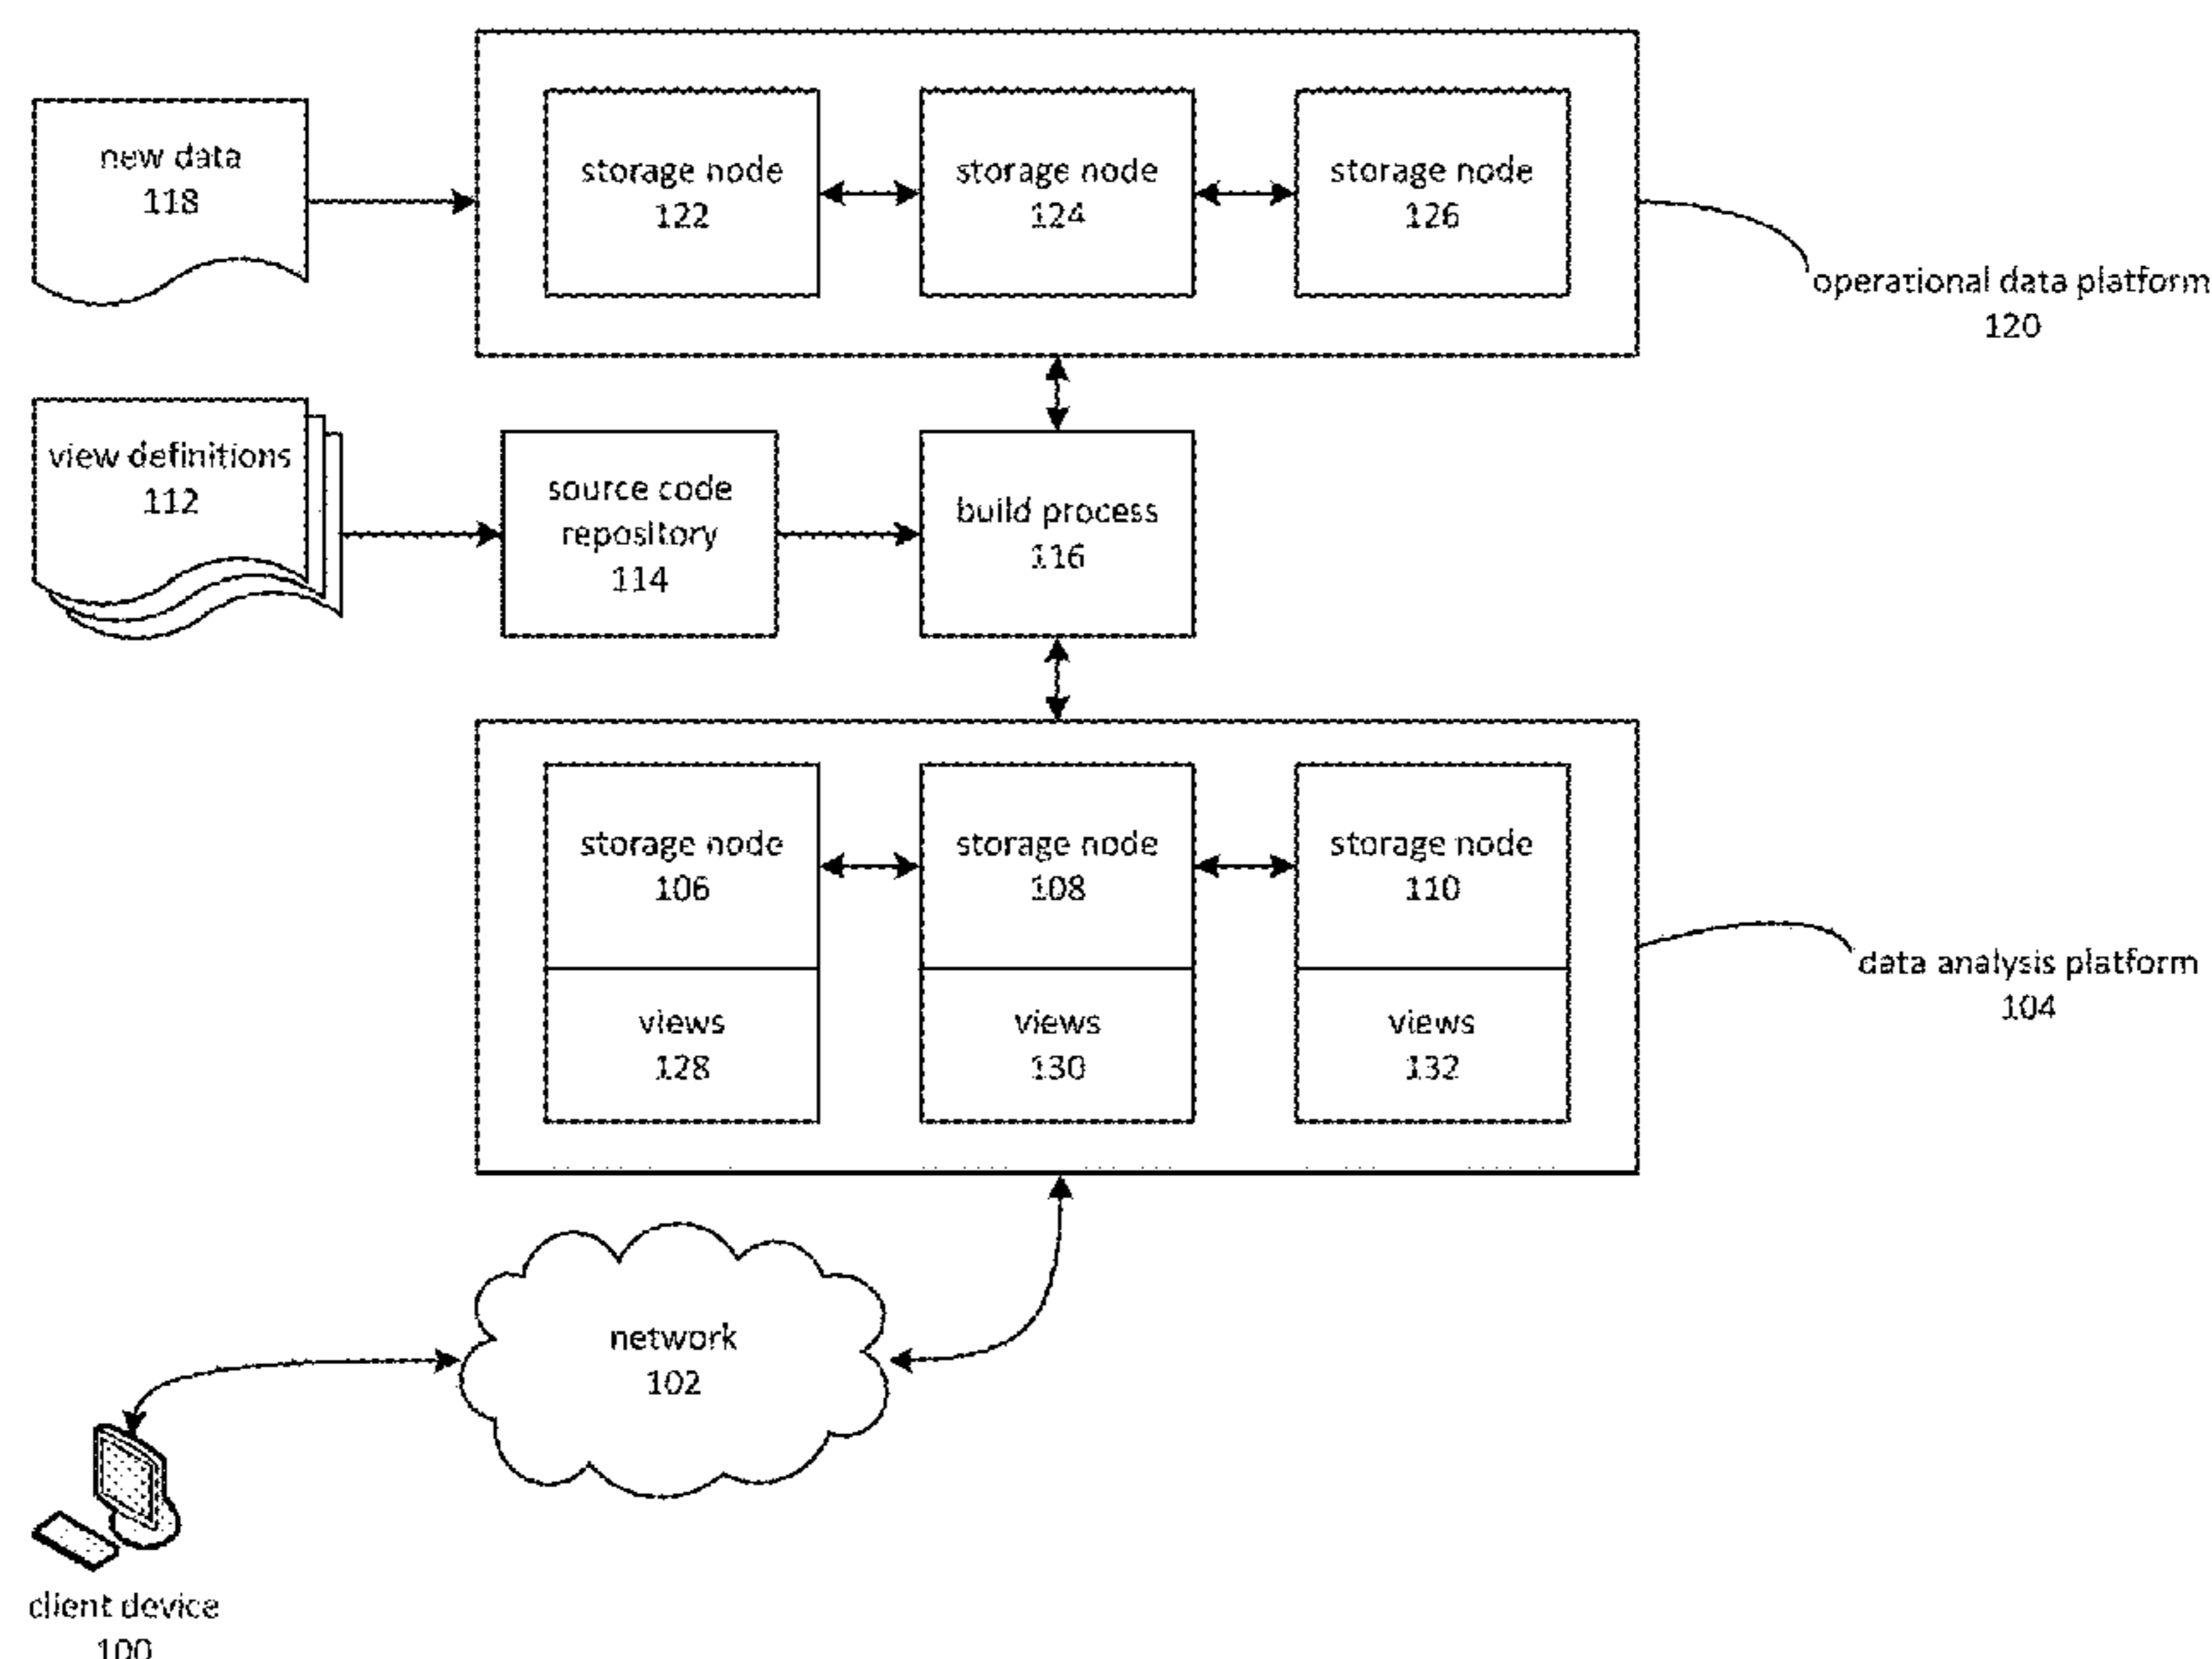 new data
118
storage node
122
storage node
124
storage node
126
operational data platform
120
view definitions
112
source code
repository
114
build process
116
storage node
106
storage node
108
storage node
110
views
128
views
130
views
132
data analysis platform
104
network
102
client device
100